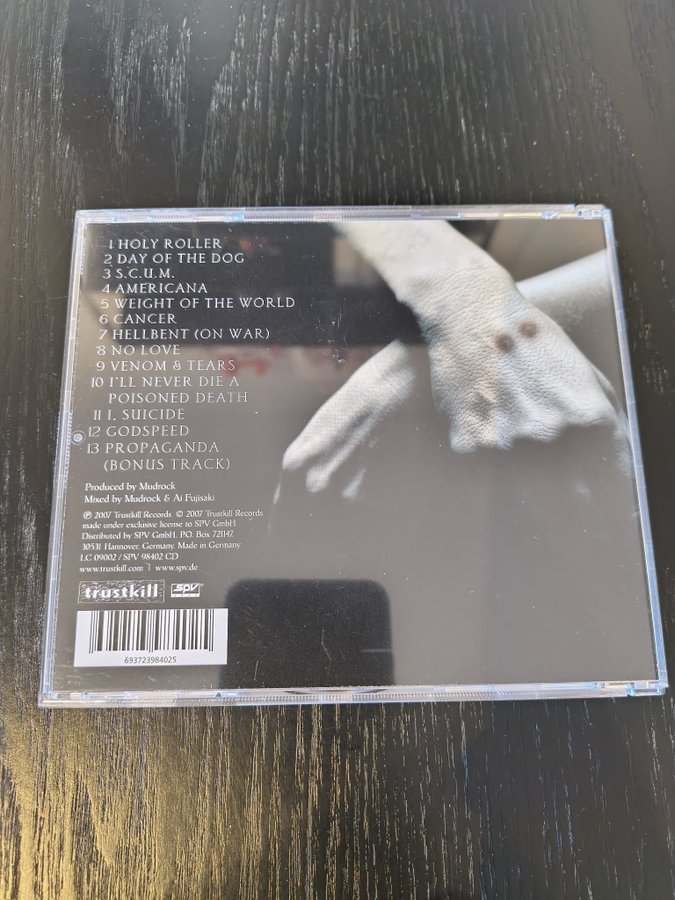 1 HOLY ROLLER
2 DAY OF THE DOG
3 S.C.U.M.
4 AMERICANA
5 WEIGHT OF THE WORLD
6 CANCER
7 HELLBENT (ON WAR)
8 NO LOVE
9 VENOM & TEARS
10 I'LL NEVER DIE A
POISONED DEATH
11 I, SUICIDE
12 GODSPEED
13 PROPAGANDA
(BONUS TRACK)
Produced by Mudrock
Mixed by Mudrock & Ai Fujisaki
℗ 2007 Trustkill Records © 2007 Trustkill Records.
made under exclusive license to SPV GmbH
Distributed by SPV GmbH, P.O. Box 721147,
30531 Hannover, Germany. Made in Germany
LC 09002 / SPV 98402 CD
www.trustkill.com | www.spv.de
trustkill spv
693723984025